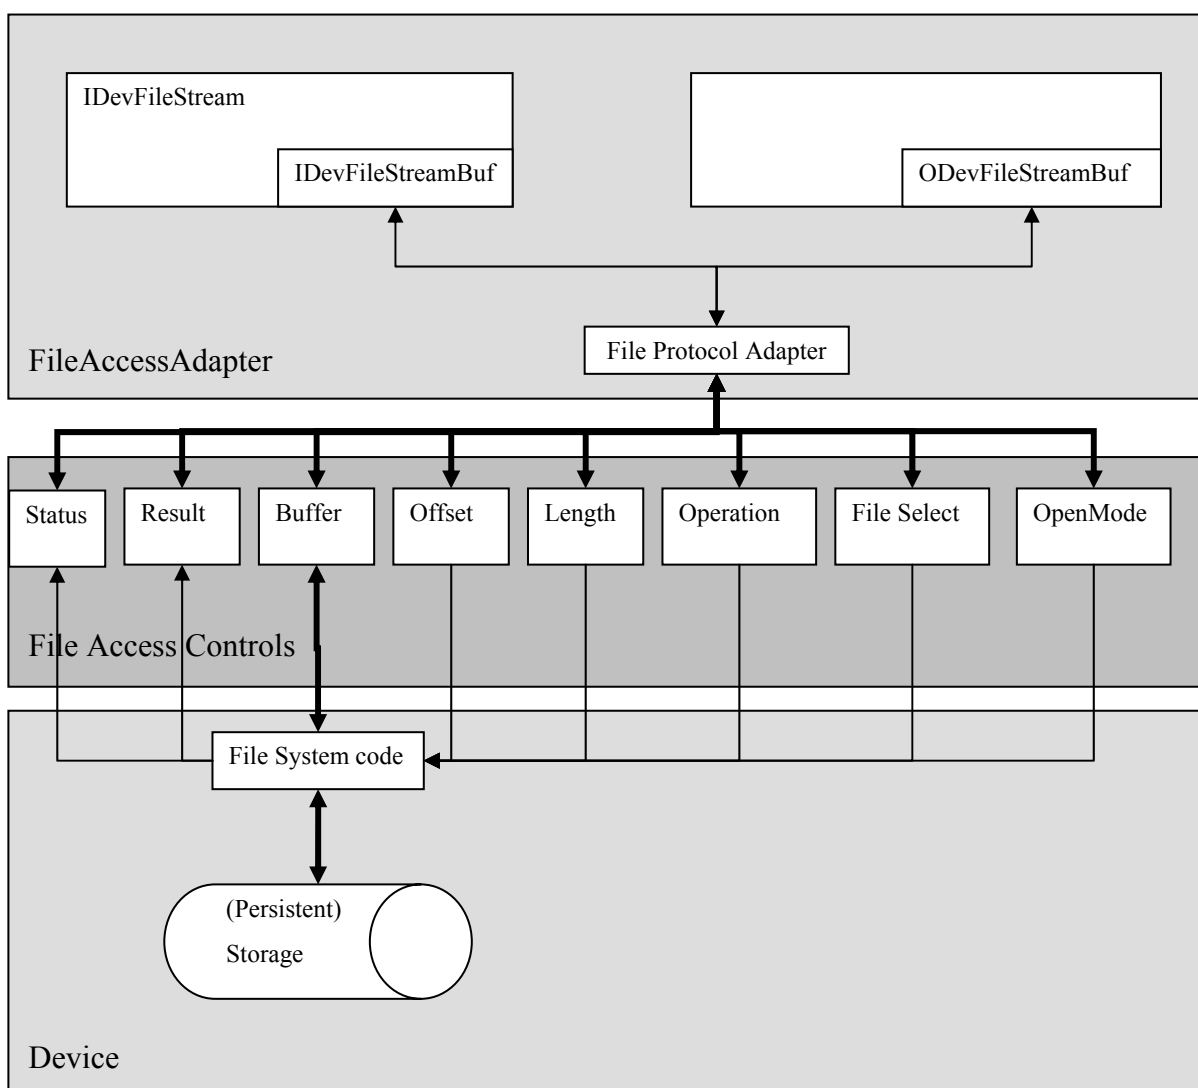 IDevFileStream
IDevFileStreamBuf
ODevFileStreamBuf
File Protocol Adapter
FileAccessAdapter
Status
Result
Buffer
Offset
Length
Operation
File Select
OpenMode
File Access Controls
File System code
(Persistent)
Storage
Device